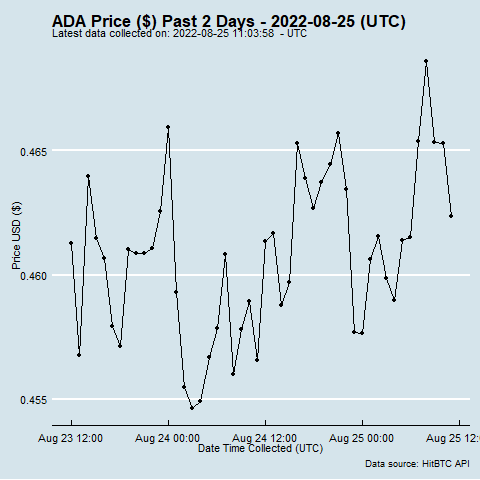 ADA Price ($) Past 2 Days - 2022-08-25 (UTC)
Latest data collected on: 2022-08-25 11:03:58 - UTC
0.465
Price USD ($)
0.460
0.455
Aug 23 12:00 Aug 24 00:00 Aug 24 12:00 Aug 25 00:00 Aug 25 12:
Date Time Collected (UTC)
Data source: HitBTC API